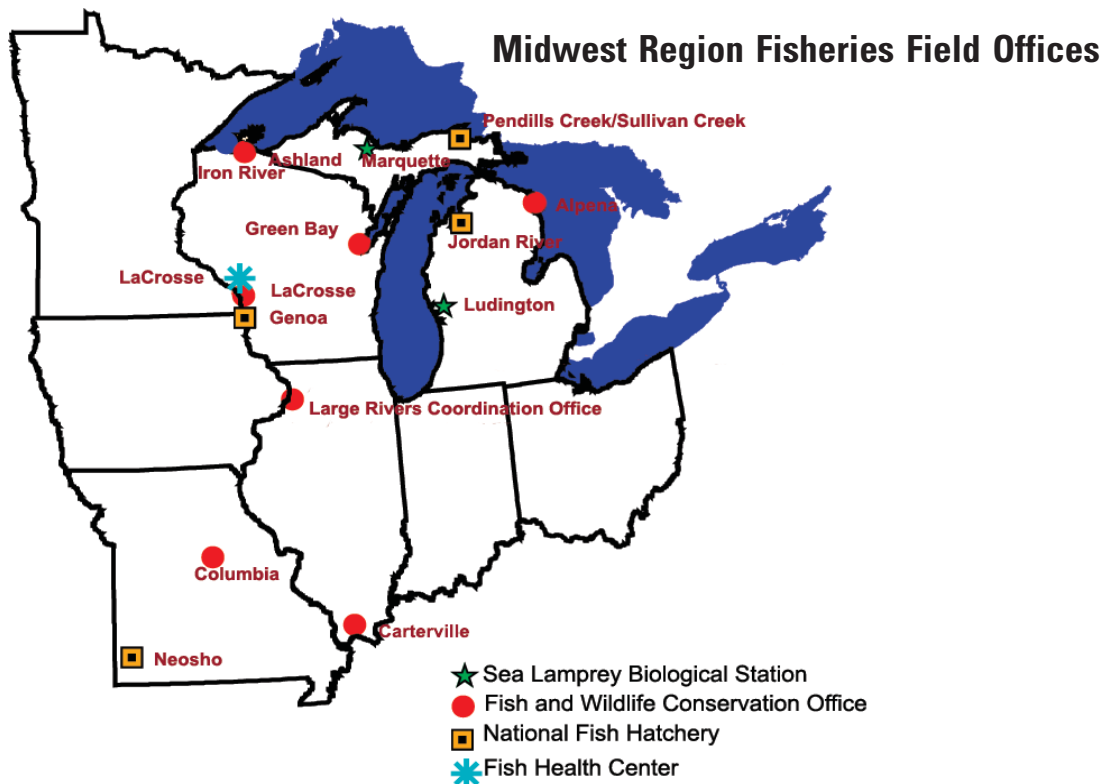 Midwest Region Fisheries Field Offices
Pendills Creek/Sullivan Creek
Ashland
Marquette
Iron River
Alpena
Green Bay
Jordan River
LaCrosse
LaCrosse
Ludington
Genoa
Large Rivers Coordination Office
Columbia
Carterville
Neosho
Sea Lamprey Biological Station
Fish and Wildlife Conservation Office
National Fish Hatchery
Fish Health Center